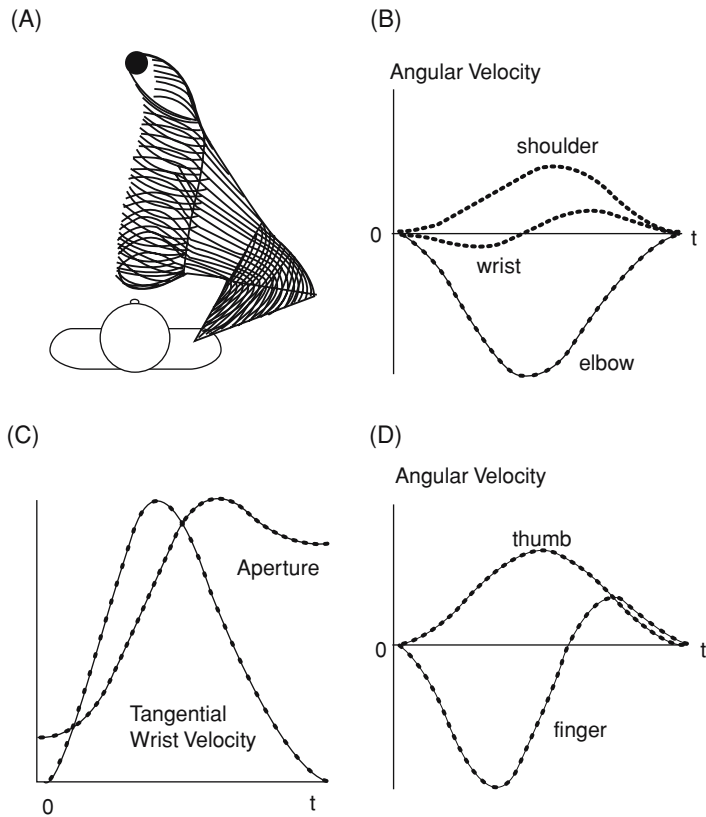 (A)
(B)
Angular Velocity
shoulder
0
t
wrist
elbow
(C)
Aperture
Tangential
Wrist Velocity
0
t
(D)
Angular Velocity
thumb
0
t
finger